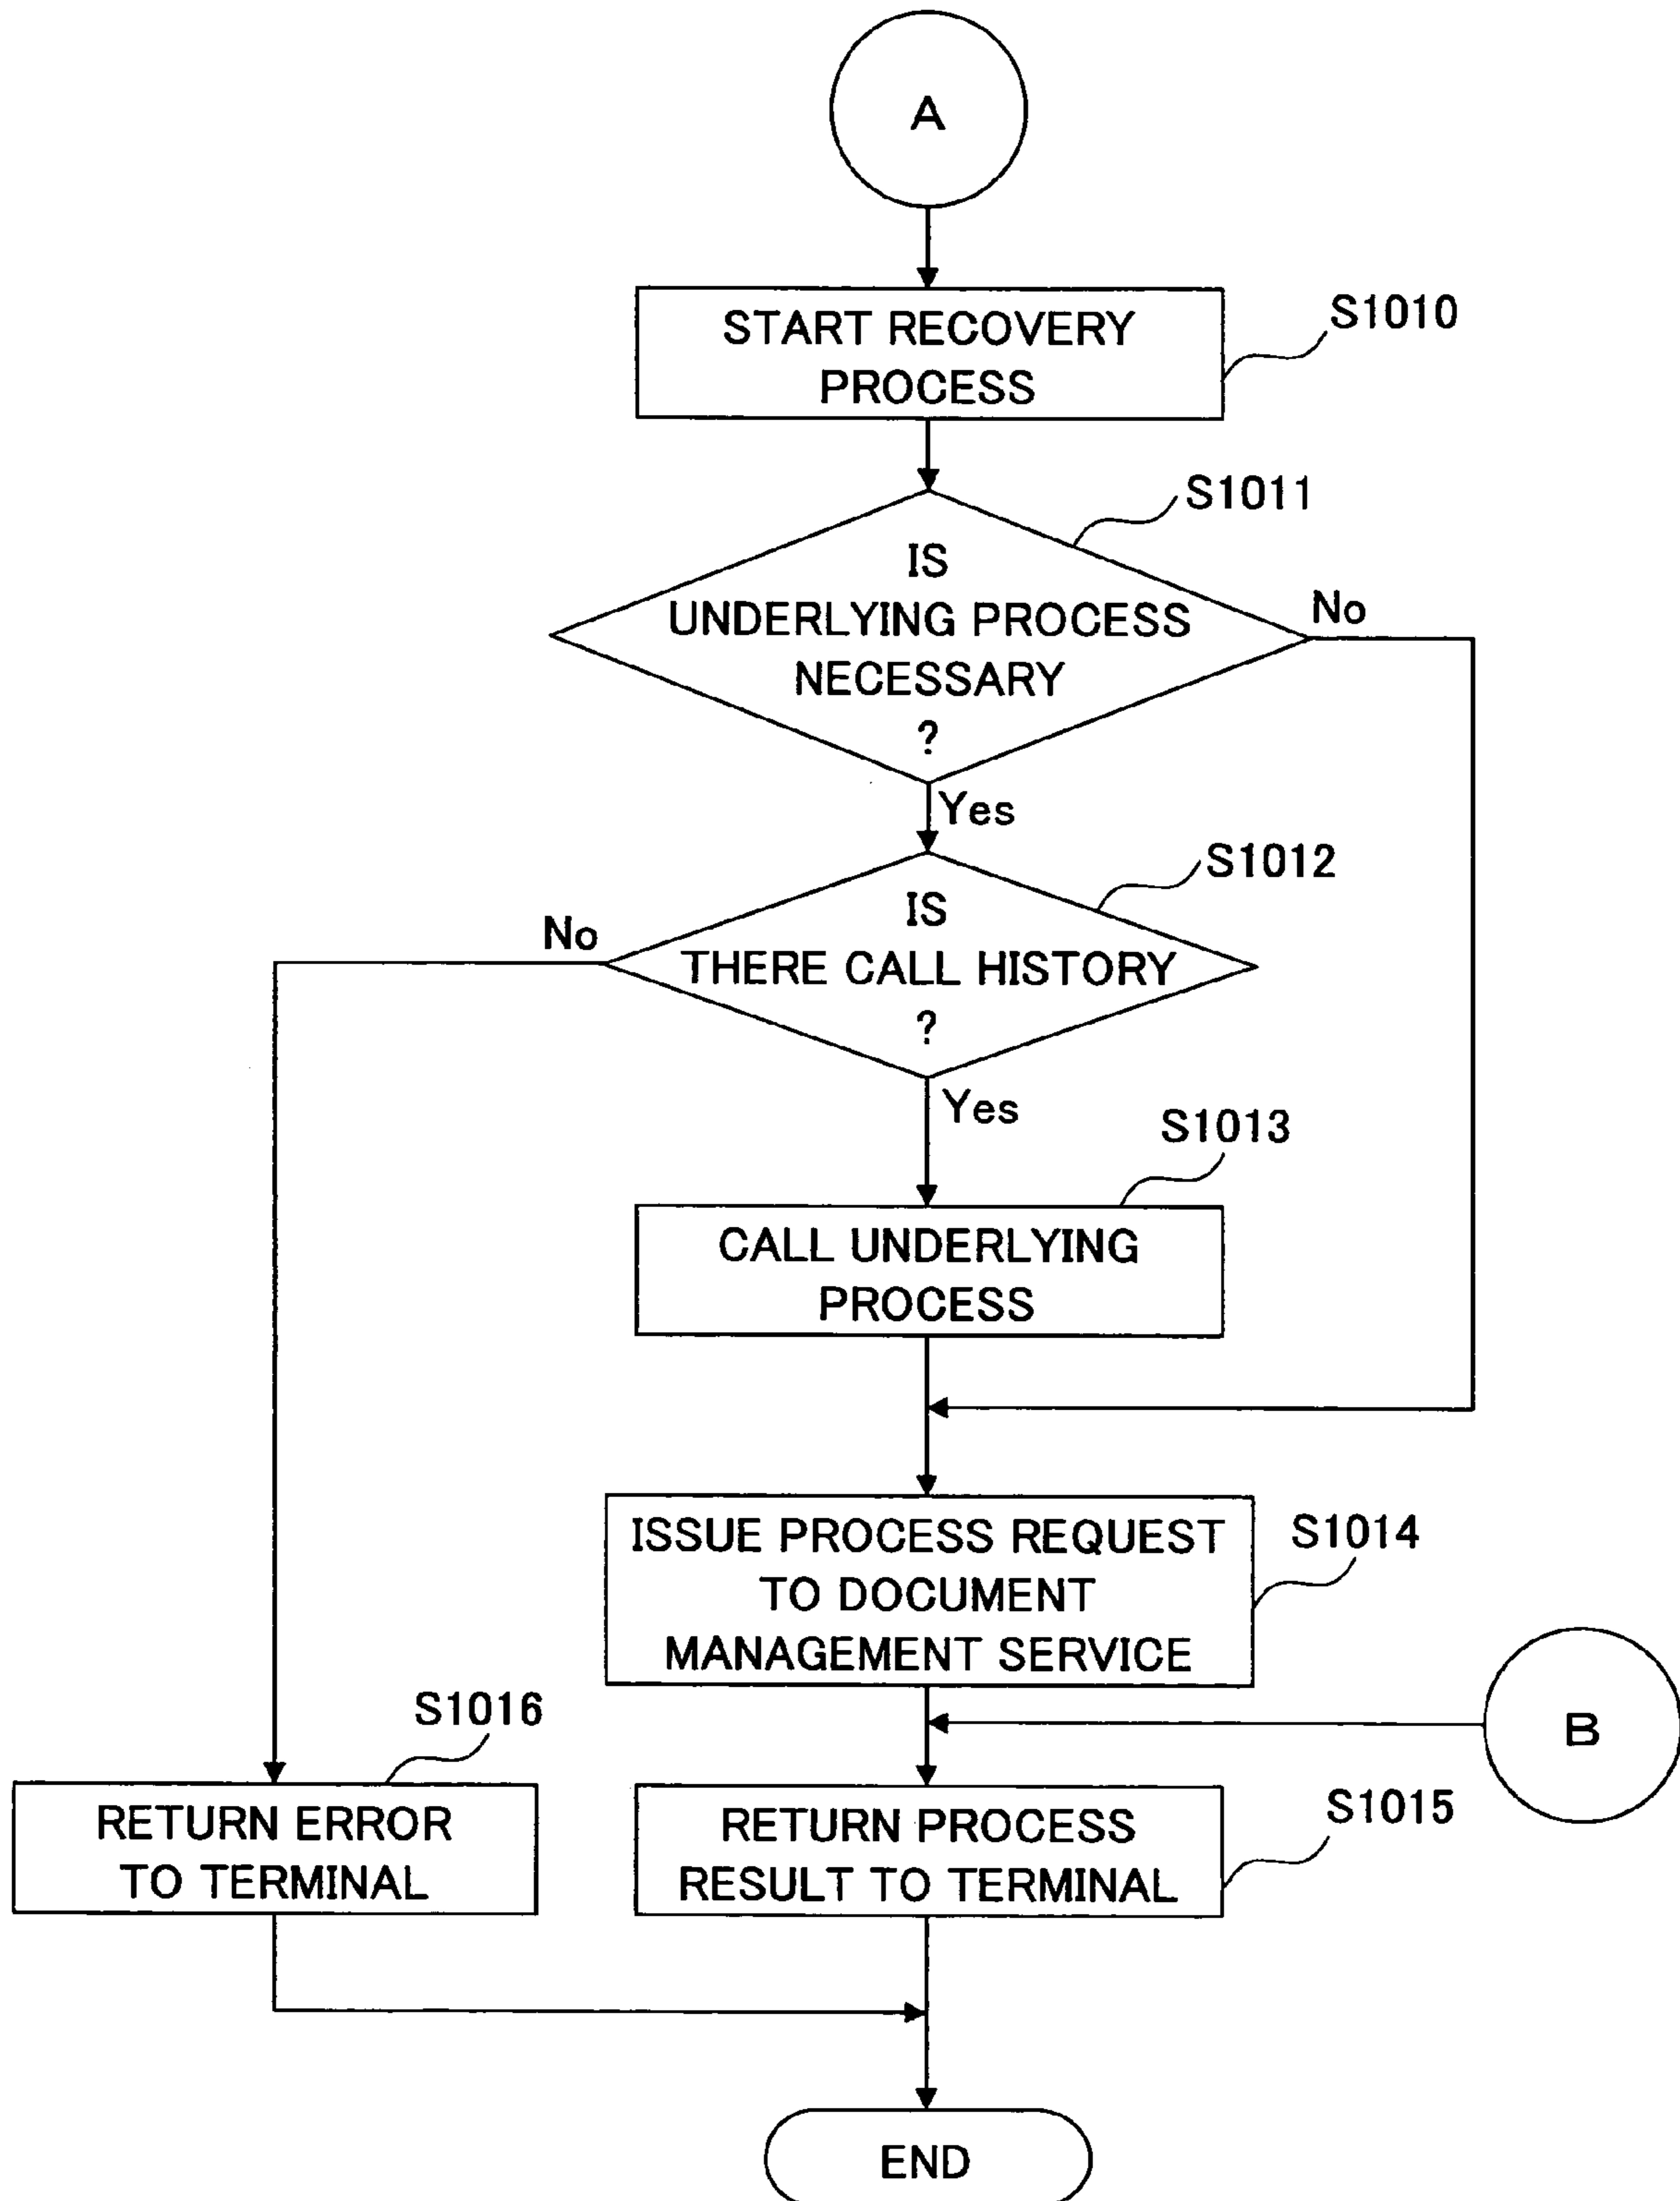 A
START RECOVERY
PROCESS
S1010
S1011
IS
UNDERLYING PROCESS
NECESSARY
?
No
Yes
S1012
IS
THERE CALL HISTORY
?
No
Yes
S1013
CALL UNDERLYING
PROCESS
ISSUE PROCESS REQUEST
TO DOCUMENT
MANAGEMENT SERVICE
S1014
B
S1016
RETURN ERROR
TO TERMINAL
RETURN PROCESS
RESULT TO TERMINAL
S1015
END